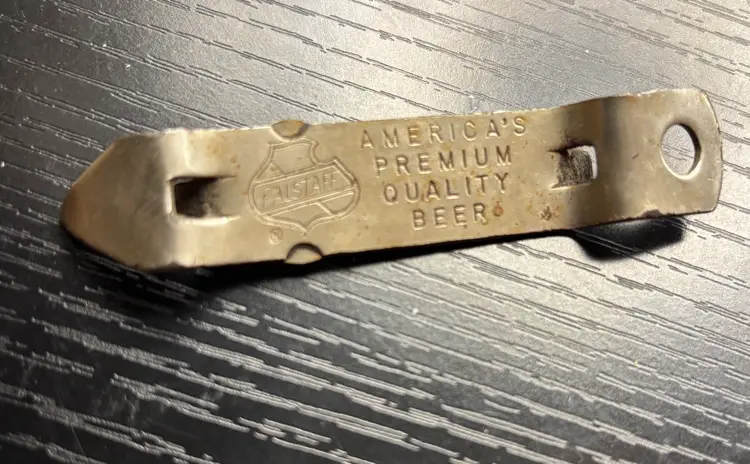 FALSTAFF
®
AMERICA'S
PREMIUM
QUALITY
BEER